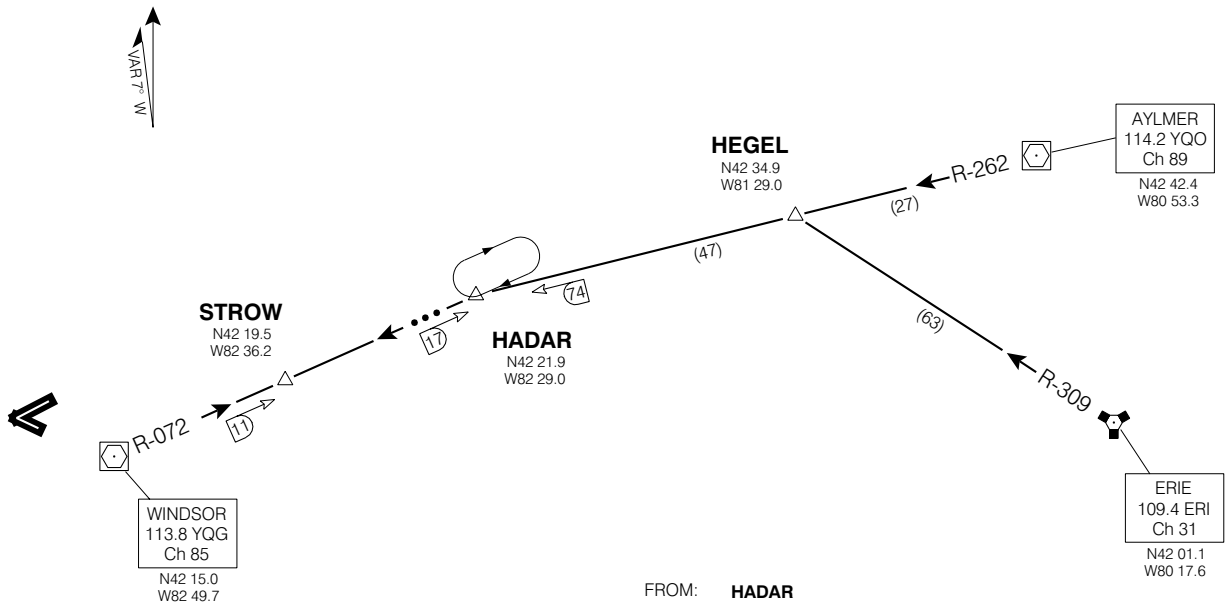 VAR 7° W
AYLMER
114.2 YQO
Ch 89
N42 42.4
W80 53.3
HEGEL
N42 34.9
W81 29.0
R-262
(27)
(47)
74
STROW
N42 19.5
W82 36.2
17
HADAR
N42 21.9
W82 29.0
(63)
R-309
R-072
11
WINDSOR
113.8 YQG
Ch 85
N42 15.0
W82 49.7
ERIE
109.4 ERI
Ch 31
N42 01.1
W80 17.6
FROM: HADAR